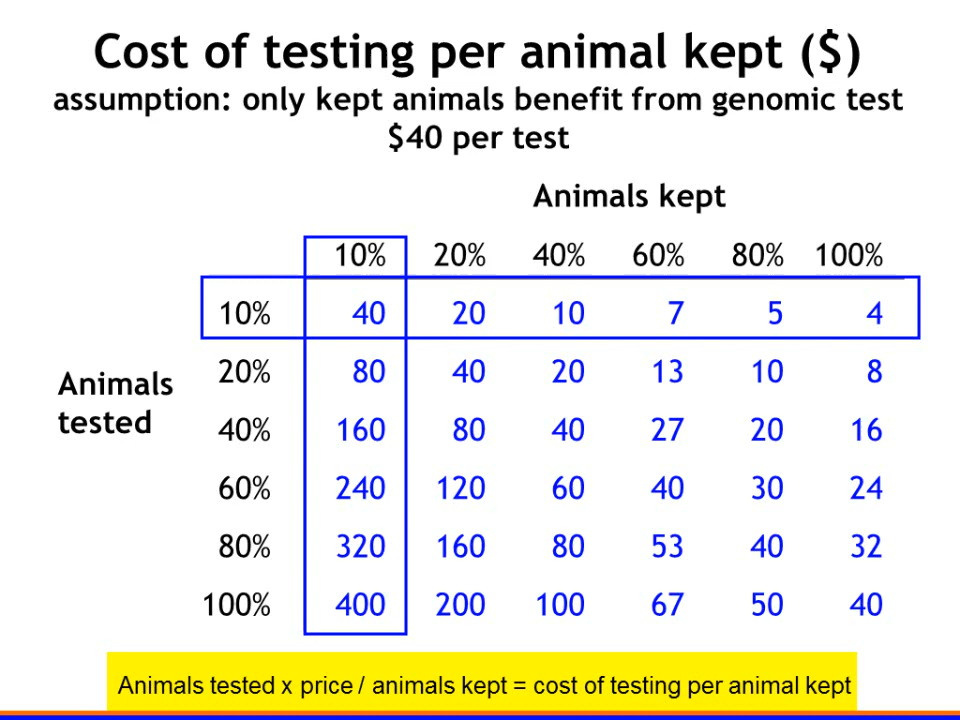 Cost of testing per animal kept ($)
assumption: only kept animals benefit from genomic test
$40 per test
Animals kept
10% 20% 40% 60% 80% 100%
10% 40 20 10 7 5 4
20% 80 40 20 13 10 8
Animals
tested
40% 160 80 40 27 20 16
60% 240 120 60 40 30 24
80% 320 160 80 53 40 32
100% 400 200 100 67 50 40
Animals tested x price / animals kept = cost of testing per animal kept